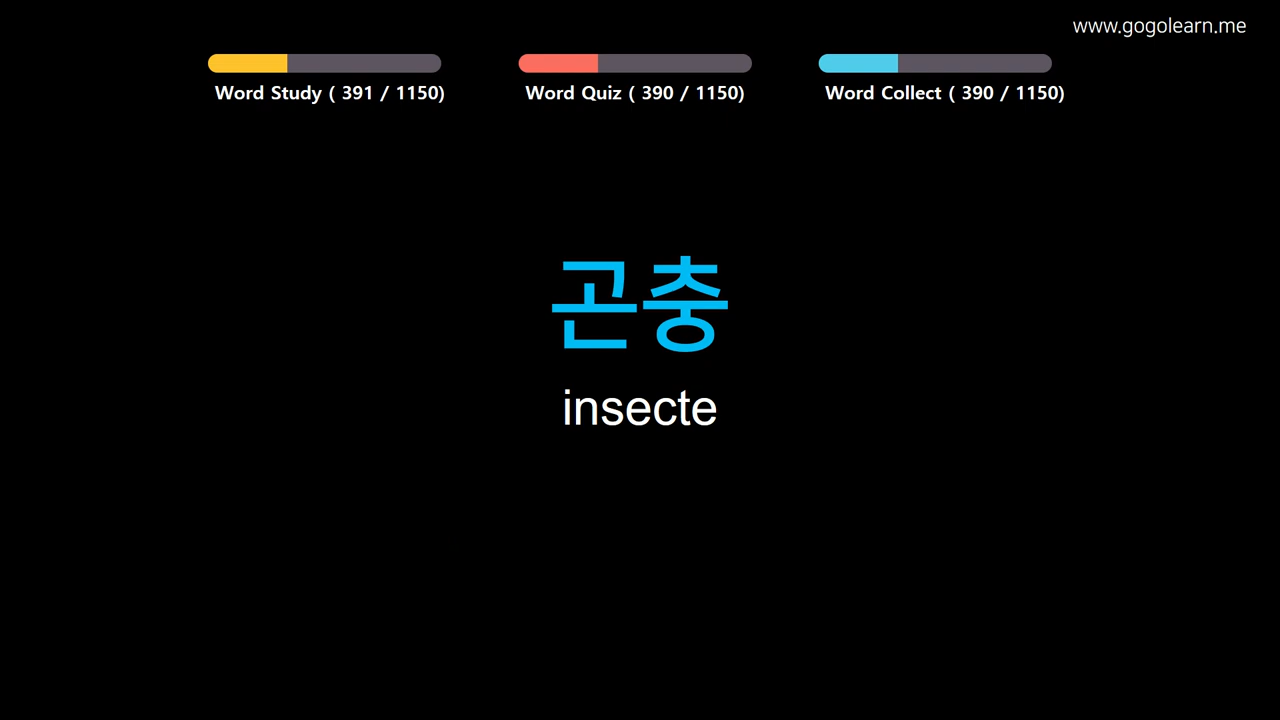 www.gogolearn.me
Word Study ( 391 / 1150)
Word Quiz ( 390 / 1150)
Word Collect ( 390 / 1150)
곤충
insecte